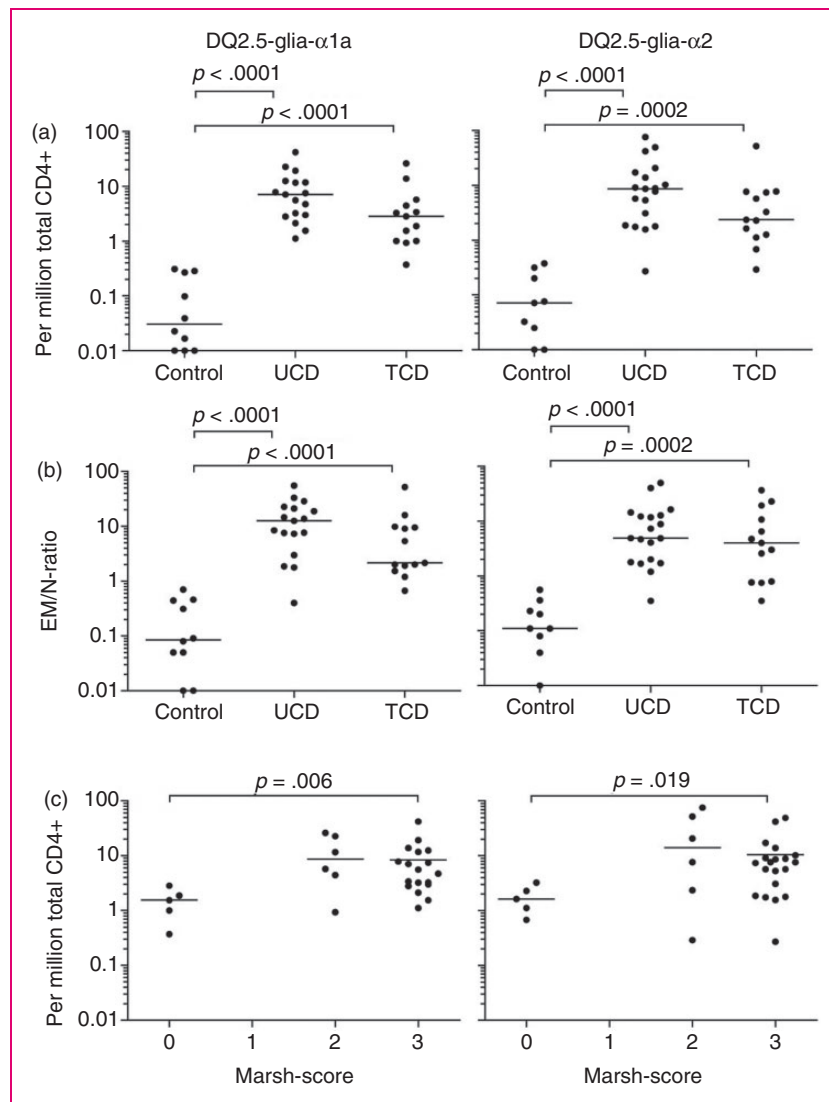 DQ2.5-glia-α1a
DQ2.5-glia-α2
(a)
p < .0001
p < .0001
Per million total CD4+
100
10
1
0.1
0.01
Control UCD TCD
p < .0001
p = .0002
Control UCD TCD
(b)
p < .0001
p < .0001
EM/N-ratio
100
10
1
0.1
0.01
Control UCD TCD
p < .0001
p = .0002
Control UCD TCD
(c)
p = .006
Per million total CD4+
100
10
1
0.1
0.01
0 1 2 3
Marsh-score
p = .019
0 1 2 3
Marsh-score